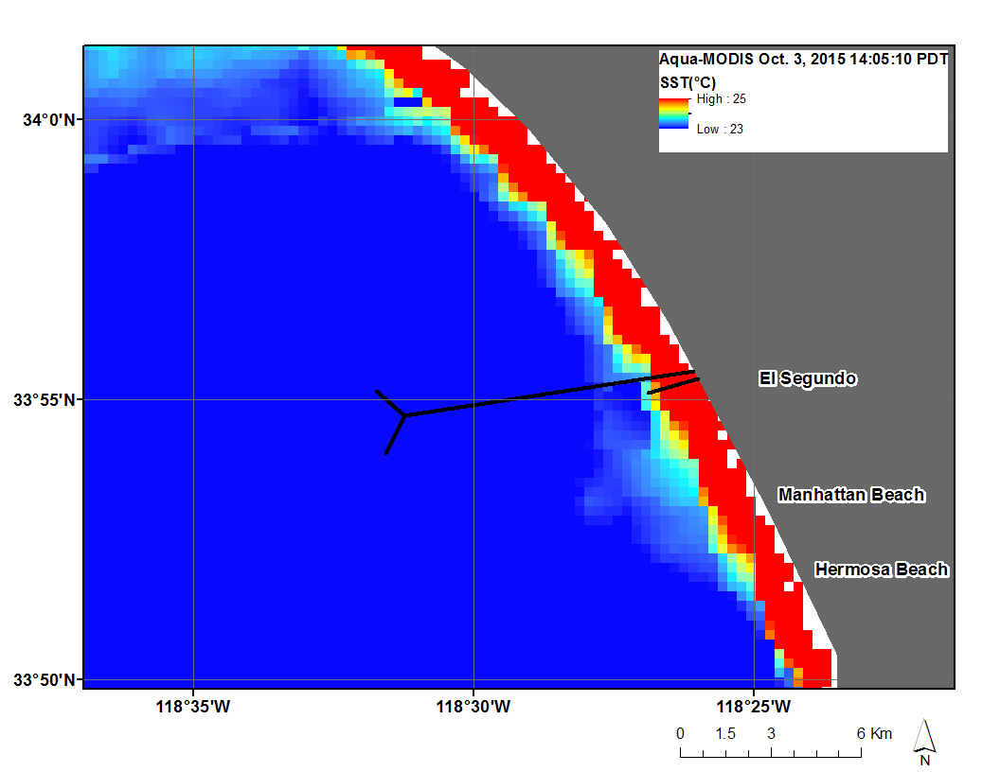 Aqua-MODIS Oct. 3, 2015 14:05:10 PDT
SST(°C)
High : 25
Low : 23
34°0'N
33°55'N
33°50'N
El Segundo
Manhattan Beach
Hermosa Beach
118°35'W
118°30'W
118°25'W
0 1.5 3 6 Km
N